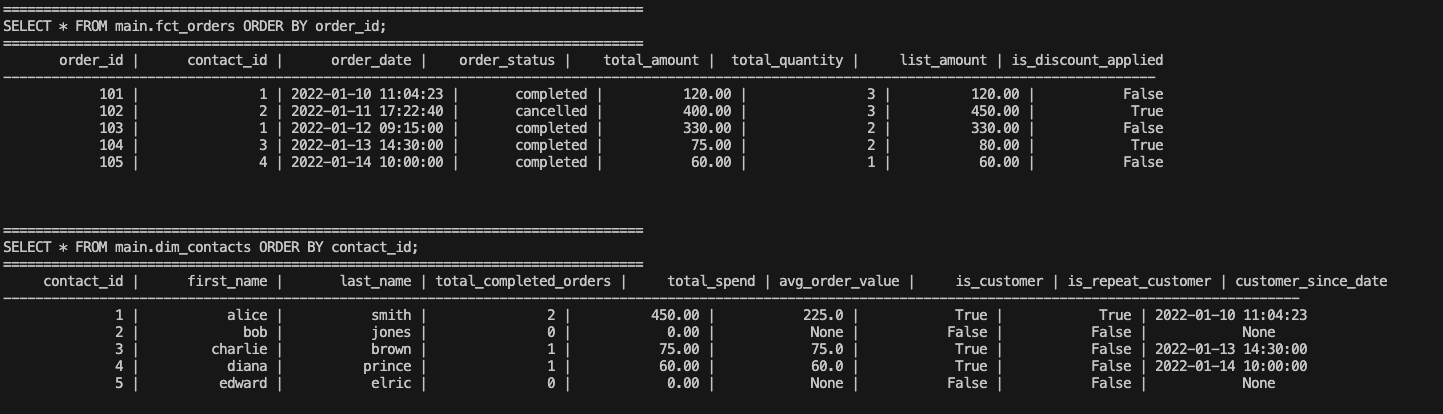 ================================================================================
SELECT * FROM main.fct_orders ORDER BY order_id;
================================================================================
order_id | contact_id | order_date | order_status | total_amount | total_quantity | list_amount | is_discount_applied
101 | 1 | 2022-01-10 11:04:23 | completed | 120.00 | 3 | 120.00 | False
102 | 2 | 2022-01-11 17:22:40 | cancelled | 400.00 | 3 | 450.00 | True
103 | 1 | 2022-01-12 09:15:00 | completed | 330.00 | 2 | 330.00 | False
104 | 3 | 2022-01-13 14:30:00 | completed | 75.00 | 2 | 80.00 | True
105 | 4 | 2022-01-14 10:00:00 | completed | 60.00 | 1 | 60.00 | False
================================================================================
SELECT * FROM main.dim_contacts ORDER BY contact_id;
================================================================================
contact_id | first_name | last_name | total_completed_orders | total_spend | avg_order_value | is_customer | is_repeat_customer | customer_since_date
1 | alice | smith | 2 | 450.00 | 225.0 | True | True | 2022-01-10 11:04:23
2 | bob | jones | 0 | 0.00 | None | False | False | None
3 | charlie | brown | 1 | 75.00 | 75.0 | True | False | 2022-01-13 14:30:00
4 | diana | prince | 1 | 60.00 | 60.0 | True | False | 2022-01-14 10:00:00
5 | edward | elric | 0 | 0.00 | None | False | False | None